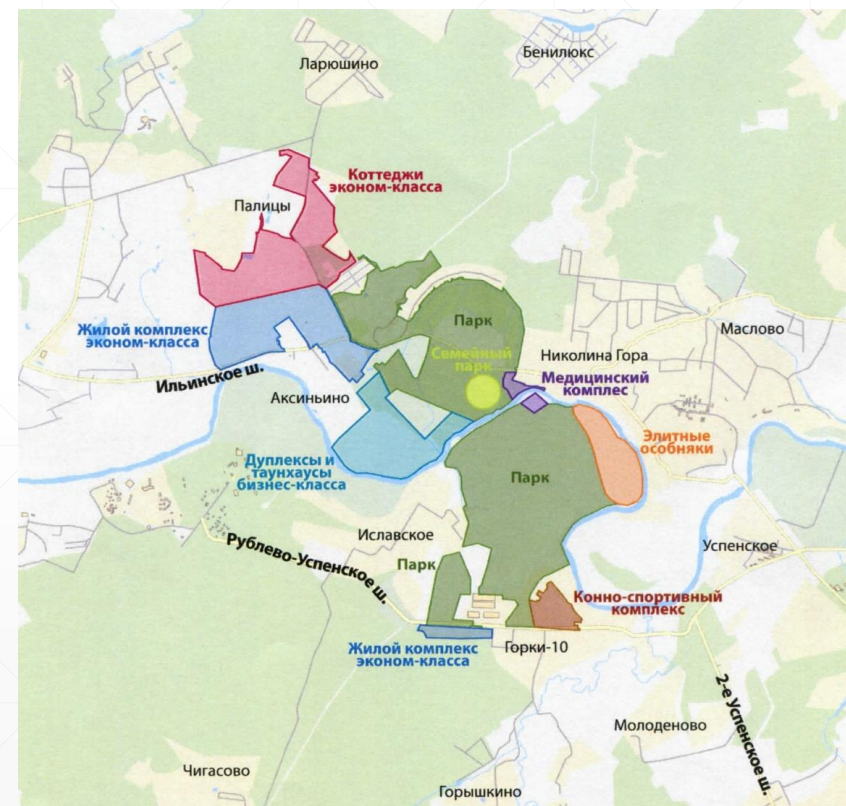 Ларюшино
Бенилюкс
Коттеджи
эконом-класса
Палицы
Парк
Маслово
Жилой комплекс
эконом-класса
Семейный
парк
Николина Гора
Ильинское ш.
Медицинский
комплес
Аксиньино
Элитные
особняки
Дуплексы и
таунхаусы
бизнес-класса
Парк
Иславское
Успенское
Рублево-Успенское ш.
Парк
Конно-спортивный
комплекс
Жилой комплекс
эконом-класса
Горки-10
2-е Успенское ш.
Молоденово
Чигасово
Горышкино